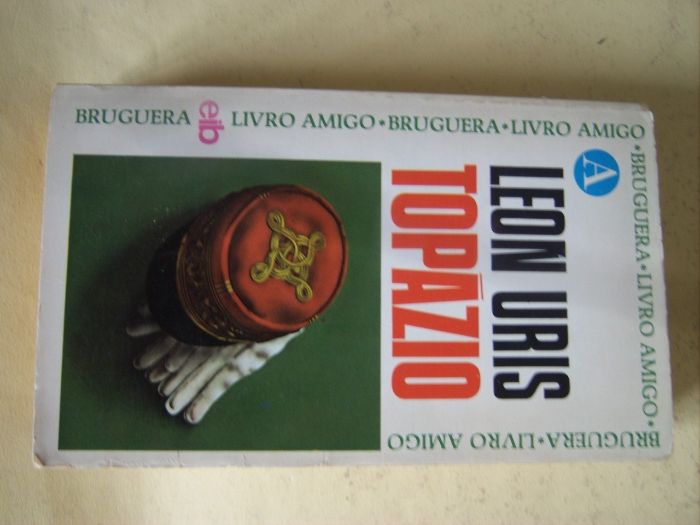 BRUGUERA eib LIVRO AMIGO • BRUGUERA • LIVRO AMIGO
• BRUGUERA • LIVRO AMIGO •
BRUGUERA • LIVRO AMIGO
A
LEON URIS
TOPÁZIO